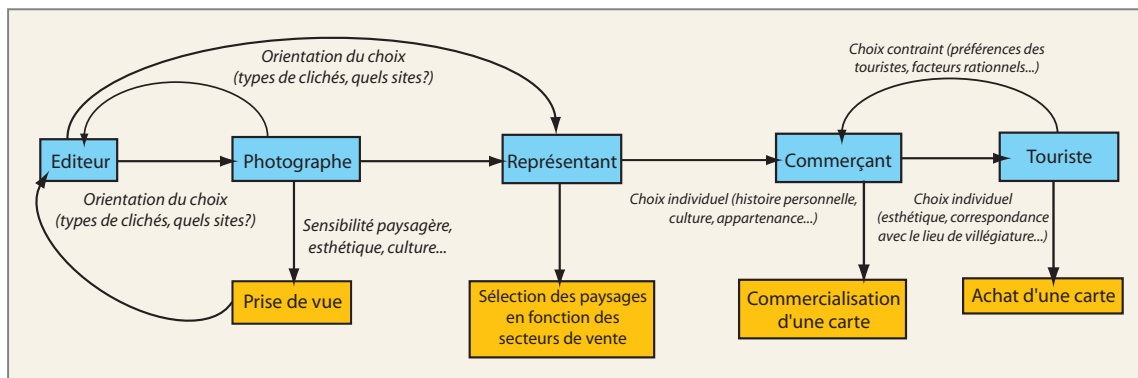 Orientation du choix
(types de clichés, quels sites?)
Choix contraint (préférences des
touristes, facteurs rationnels...)
Editeur
Photographe
Représentant
Commerçant
Touriste
Orientation du choix
(types de clichés, quels sites?)
Sensibilité paysagère,
esthétique, culture...
Choix individuel (histoire personnelle,
culture, appartenance...)
Choix individuel
(esthétique, correspondance
avec le lieu de villégiature...)
Prise de vue
Sélection des paysages
en fonction des
secteurs de vente
Commercialisation
d'une carte
Achat d'une carte